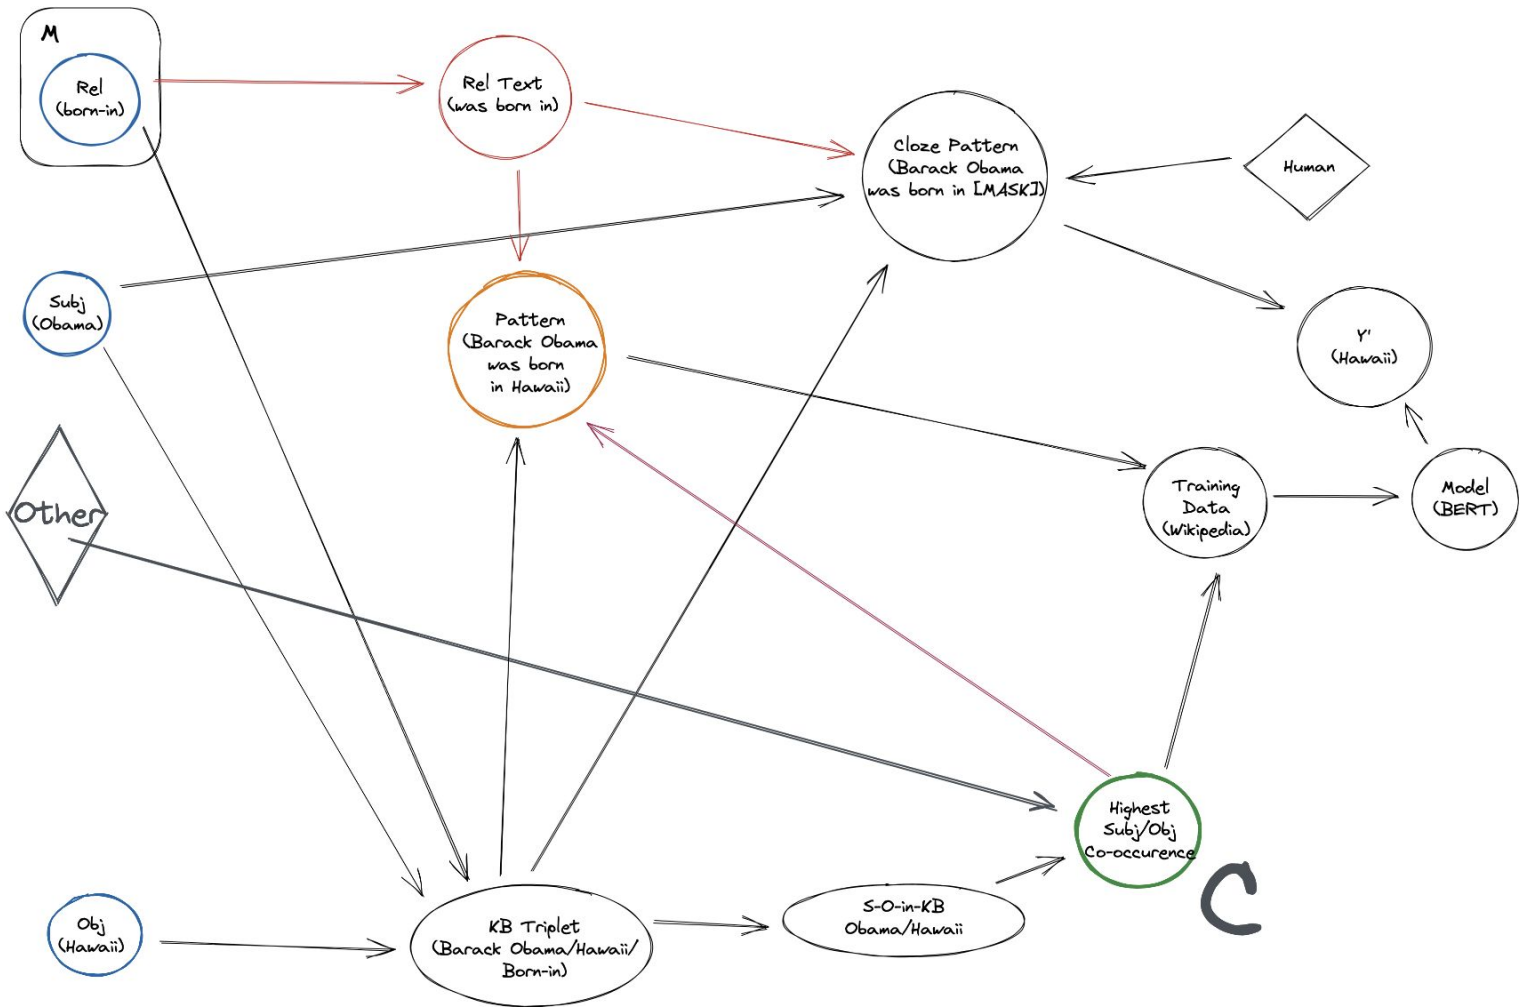 M
Rel
(born-in)
Rel Text
(was born in)
Cloze Pattern
(Barack Obama
was born in [MASK])
Human
Subj
(Obama)
Pattern
(Barack Obama
was born
in Hawaii)
Y'
(Hawaii)
Other
Training
Data
(Wikipedia)
Model
(BERT)
Highest
Subj/Obj
Co-occurence
C
Obj
(Hawaii)
KB Triplet
(Barack Obama/Hawaii/
Born-in)
S-O-in-KB
Obama/Hawaii